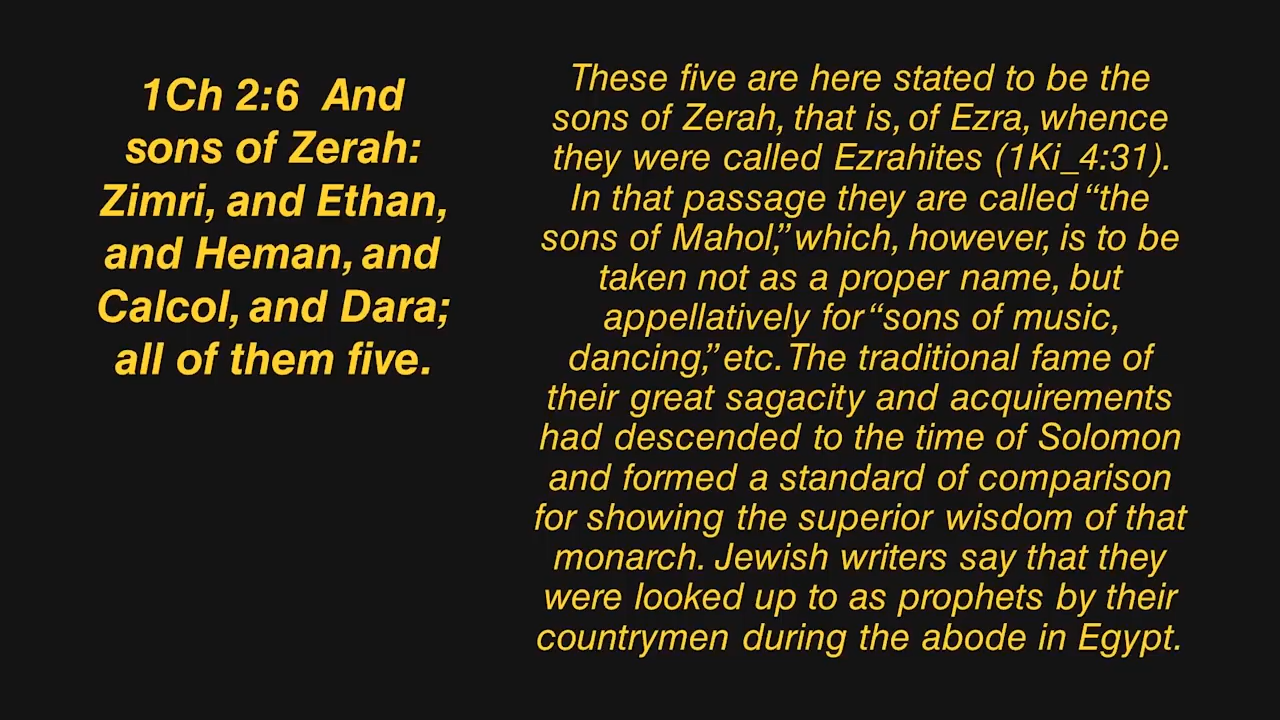 1Ch 2:6 And
sons of Zerah:
Zimri, and Ethan,
and Heman, and
Calcol, and Dara;
all of them five.
These five are here stated to be the
sons of Zerah, that is, of Ezra, whence
they were called Ezrahites (1Ki_4:31).
In that passage they are called “the
sons of Mahol,” which, however, is to be
taken not as a proper name, but
appellatively for “sons of music,
dancing,” etc. The traditional fame of
their great sagacity and acquirements
had descended to the time of Solomon
and formed a standard of comparison
for showing the superior wisdom of that
monarch. Jewish writers say that they
were looked up to as prophets by their
countrymen during the abode in Egypt.